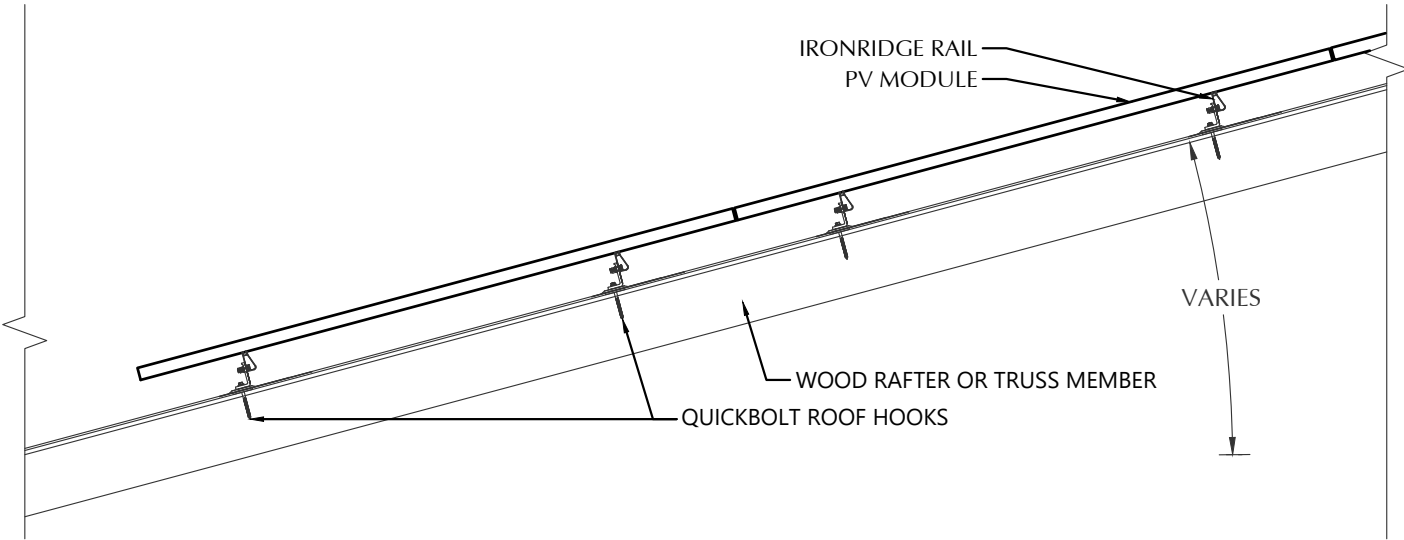 IRONRIDGE RAIL
PV MODULE
VARIES
WOOD RAFTER OR TRUSS MEMBER
QUICKBOLT ROOF HOOKS